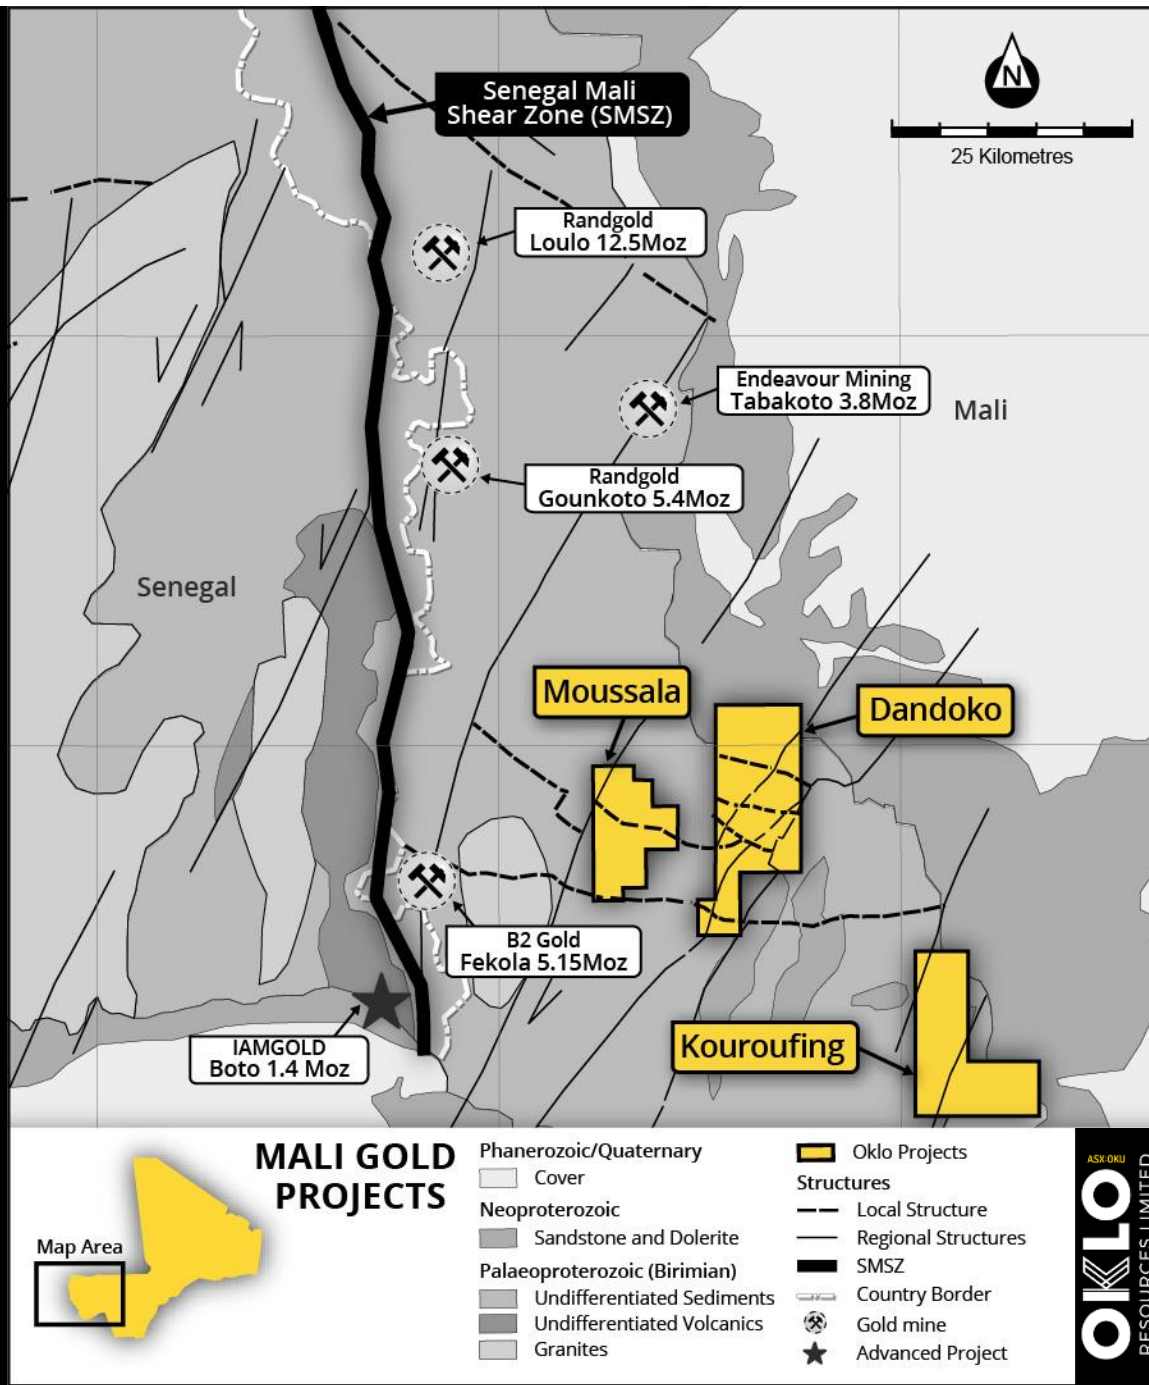 N
25 Kilometres
Senegal Mali
Shear Zone (SMSZ)
Randgold
Loulo 12.5Moz
Endeavour Mining
Tabakoto 3.8Moz
Mali
Randgold
Gounkoto 5.4Moz
Senegal
Moussala
Dandoko
B2 Gold
Fekola 5.15Moz
IAMGOLD
Boto 1.4 Moz
Kouroufing
MALI GOLD
PROJECTS
Map Area
Phanerozoic/Quaternary
Cover
Neoproterozoic
Sandstone and Dolerite
Palaeoproterozoic (Birimian)
Undifferentiated Sediments
Undifferentiated Volcanics
Granites
Oklo Projects
Structures
Local Structure
Regional Structures
SMSZ
Country Border
Gold mine
Advanced Project
ASX:OKU
OKLO
RESOURCES LIMITED